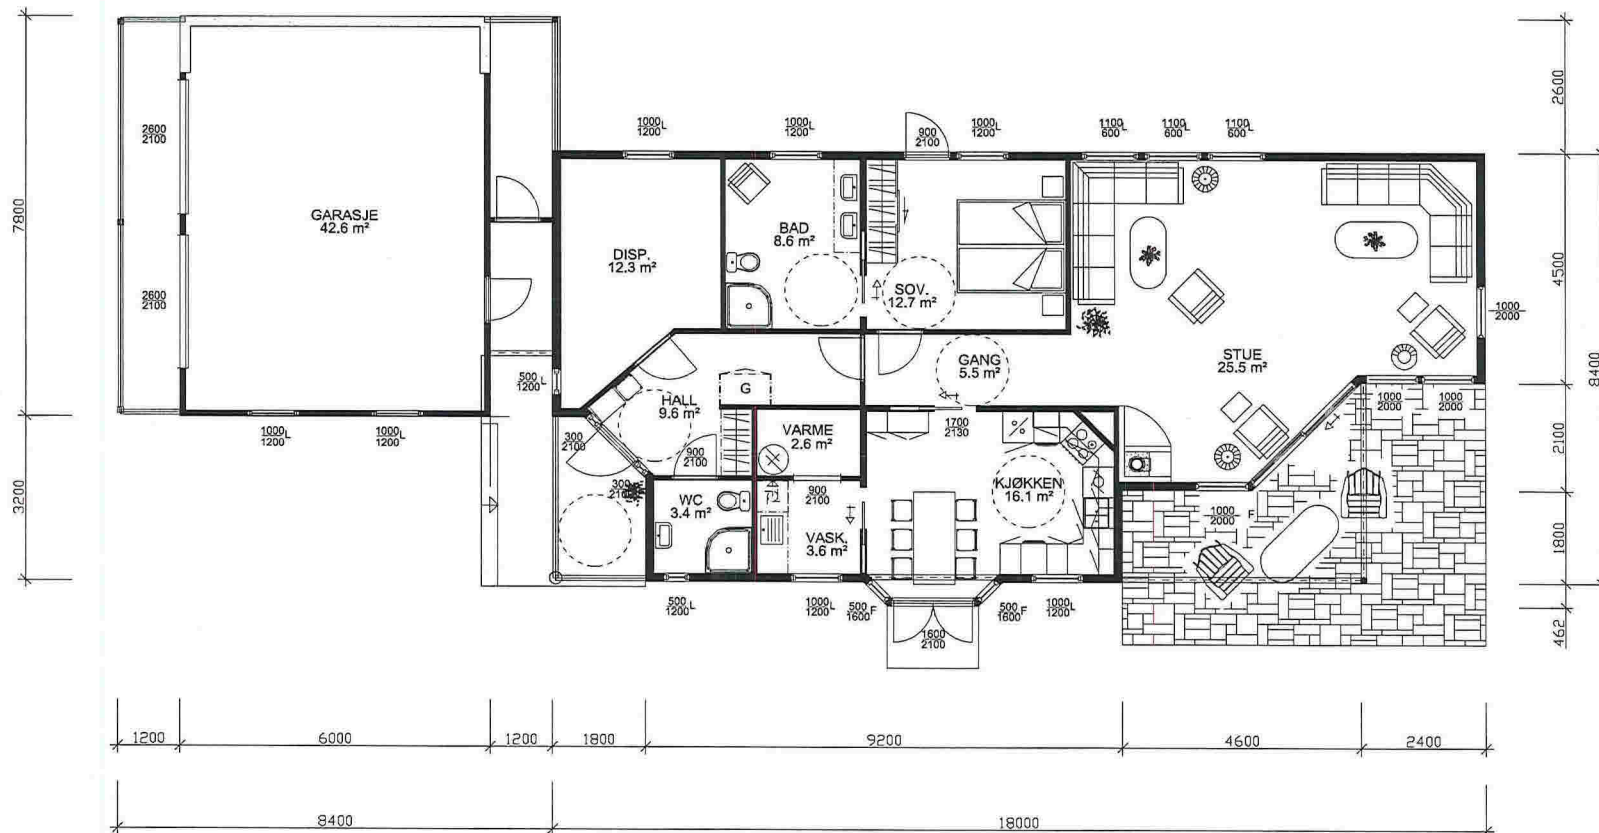 1000
1200 L
1000
1200 L
900
2100
1000
1200 L
1100
600 L
1100
600 L
1100
600 L
2600
2600
2100
7800
GARASJE
42.6 m²
DISP.
12.3 m²
BAD
8.6 m²
SOV.
12.7 m²
4500
2600
2100
1000
2000
STUE
25.5 m²
GANG
5.5 m²
8400
500
1200 L
G
HALL
9.6 m²
1000
2000
1000
2000
1000
1200 L
1000
1200 L
300
2100
VARME
2.6 m²
1700
2130
2100
900
2100
300
2100
3200
WC
3.4 m²
900
2100
KJØKKEN
16.1 m²
1000
2000 F
VASK.
3.6 m²
1800
500
1200 L
1000
1200 L
500
1600 F
500
1600 F
1000
1200 L
1600
2100
462
1200
6000
1200
1800
9200
4600
2400
8400
18000